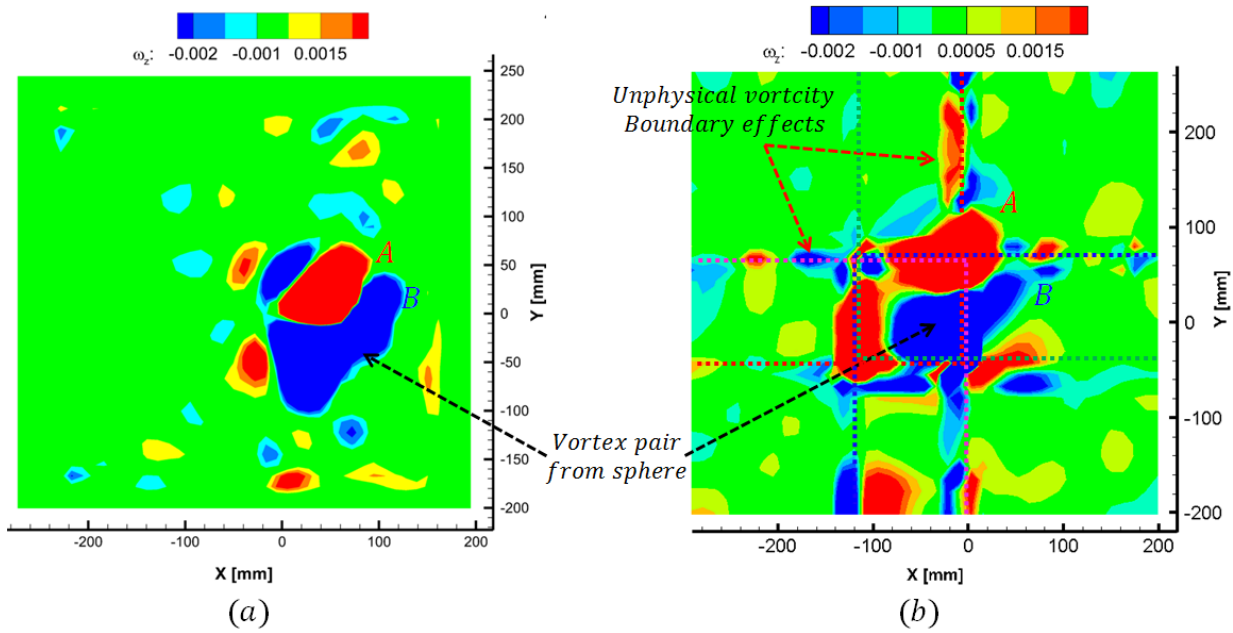 ω_z: -0.002 -0.001 0.0015
ω_z: -0.002 -0.001 0.0005 0.0015
Unphysical vortcity
Boundary effects
A
B
A
B
Vortex pair
from sphere
250
200
150
100
50
0
-50
-100
-150
-200
Y [mm]
200
100
0
-100
-200
Y [mm]
-200 -100 0 100 200
X [mm]
-200 -100 0 100 200
X [mm]
(a)
(b)